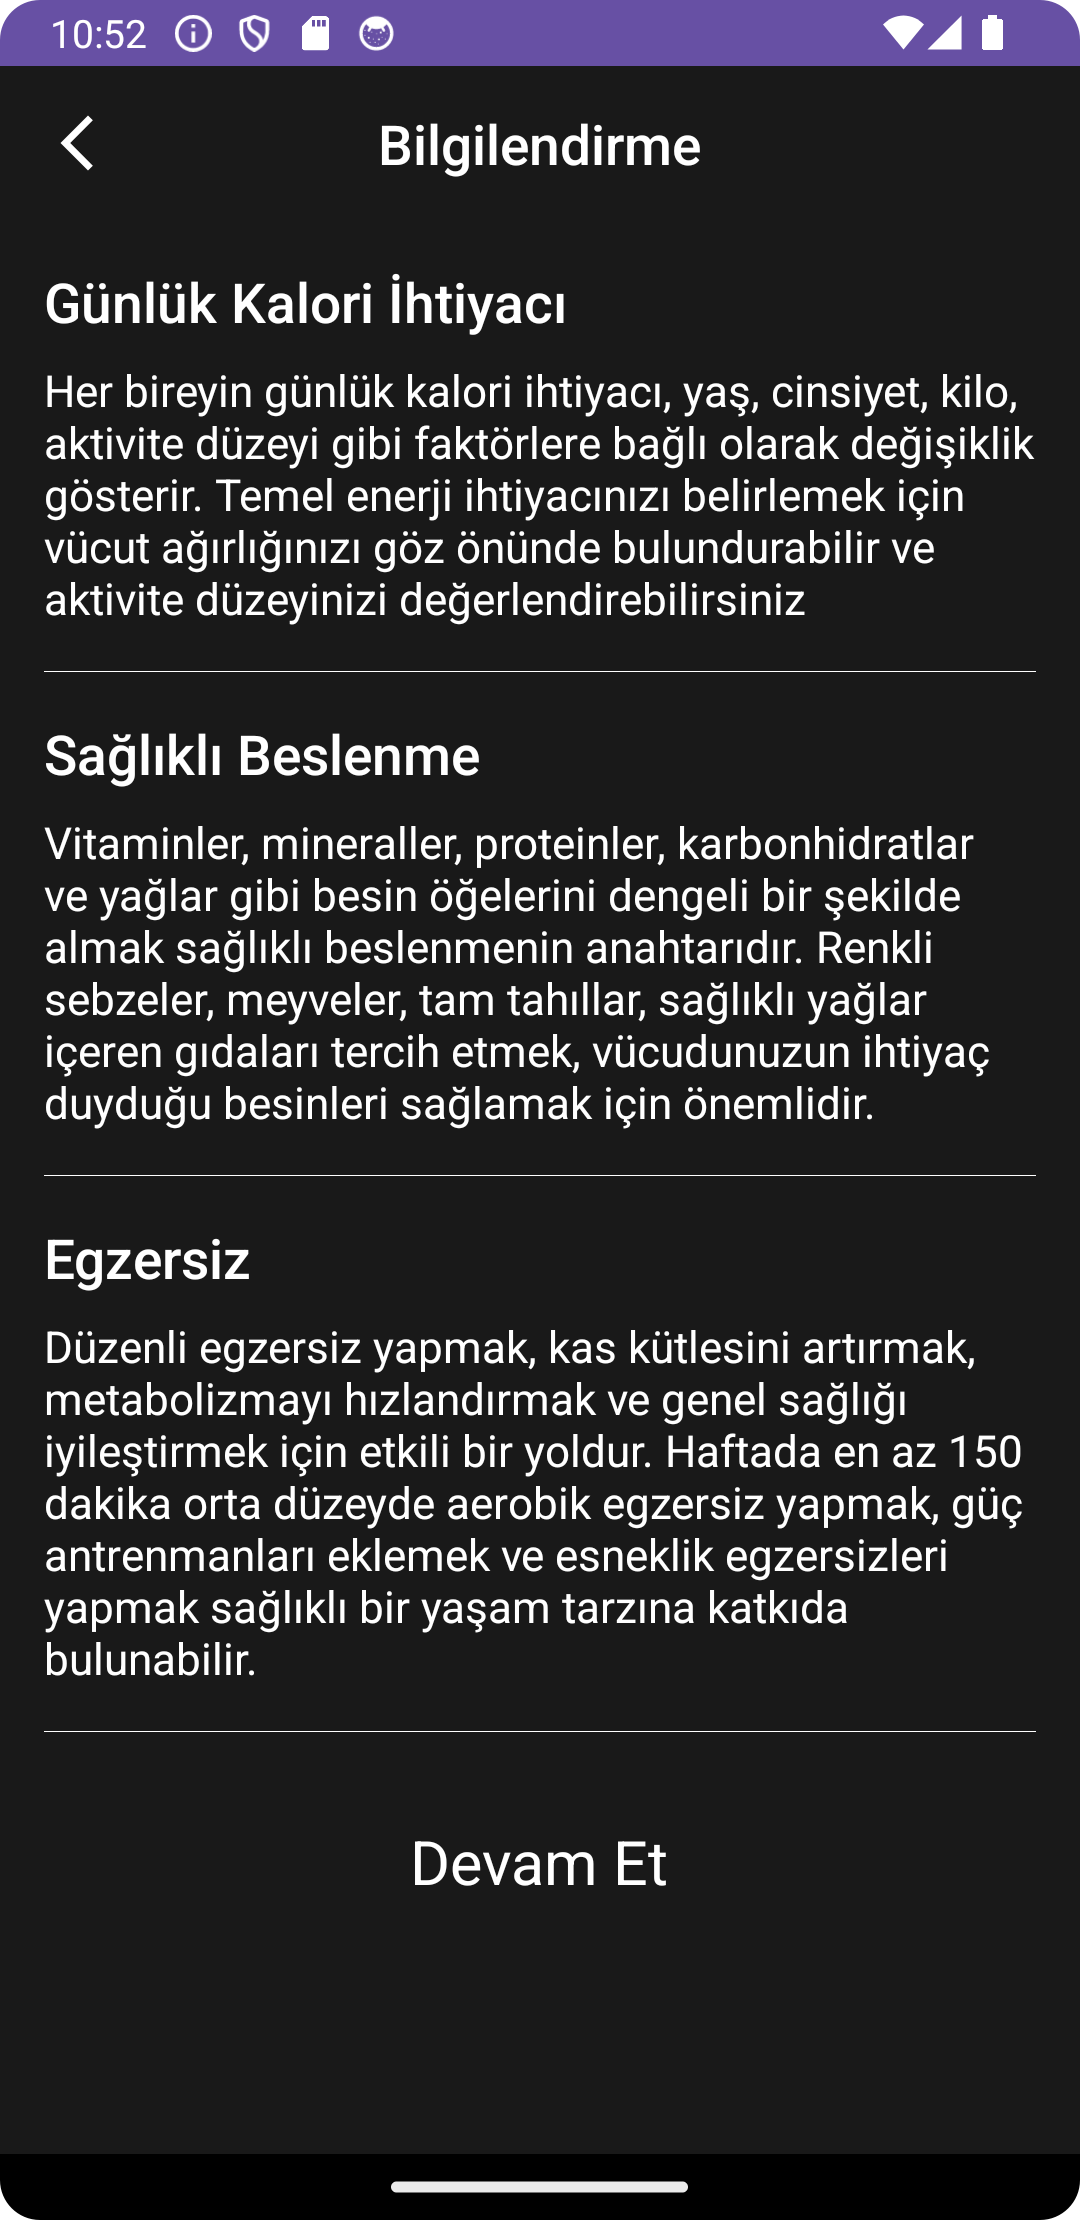 10:52
Bilgilendirme
Günlük Kalori İhtiyacı
Her bireyin günlük kalori ihtiyacı, yaş, cinsiyet, kilo,
aktivite düzeyi gibi faktörlere bağlı olarak değişiklik
gösterir. Temel enerji ihtiyacınızı belirlemek için
vücut ağırlığınızı göz önünde bulundurabilir ve
aktivite düzeyinizi değerlendirebilirsiniz
Sağlıklı Beslenme
Vitaminler, mineraller, proteinler, karbonhidratlar
ve yağlar gibi besin öğelerini dengeli bir şekilde
almak sağlıklı beslenmenin anahtarıdır. Renkli
sebzeler, meyveler, tam tahıllar, sağlıklı yağlar
içeren gıdaları tercih etmek, vücudunuzun ihtiyaç
duyduğu besinleri sağlamak için önemlidir.
Egzersiz
Düzenli egzersiz yapmak, kas kütlesini artırmak,
metabolizmayı hızlandırmak ve genel sağlığı
iyileştirmek için etkili bir yoldur. Haftada en az 150
dakika orta düzeyde aerobik egzersiz yapmak, güç
antrenmanları eklemek ve esneklik egzersizleri
yapmak sağlıklı bir yaşam tarzına katkıda
bulunabilir.
Devam Et